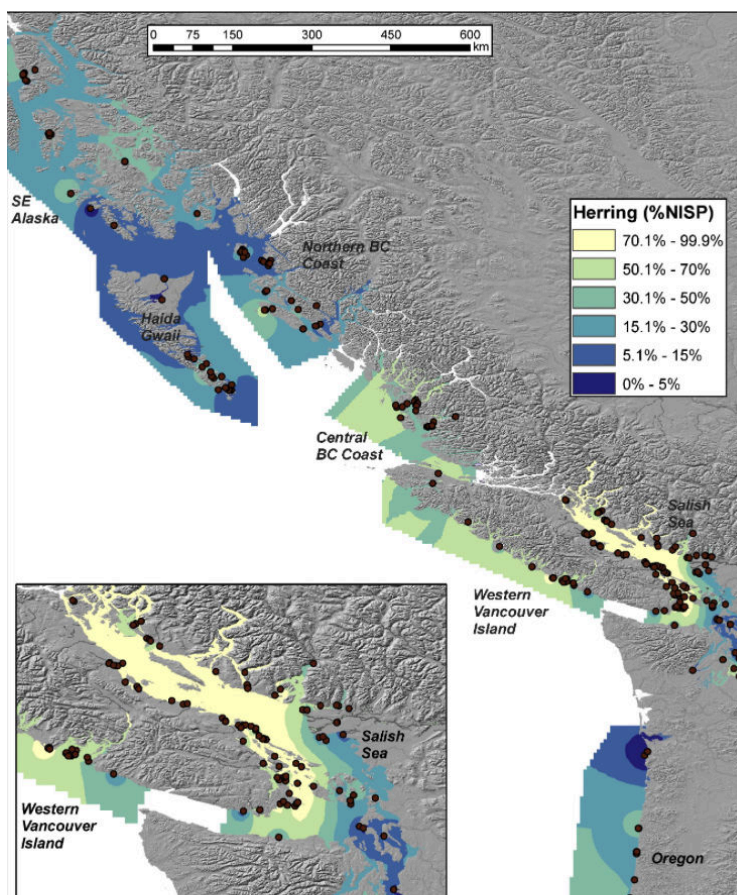 0 75 150 300 450 600
km
SE
Alaska
Northern BC
Coast
Haida
Gwaii
Herring (%NISP)
70.1% - 99.9%
50.1% - 70%
30.1% - 50%
15.1% - 30%
5.1% - 15%
0% - 5%
Central
BC Coast
Salish
Sea
Western
Vancouver
Island
Salish
Sea
Western
Vancouver
Island
Oregon